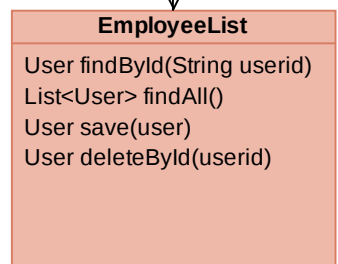 EmployeeList
User findById(String userid)
List<User> findAll()
User save(user)
User deleteById(userid)